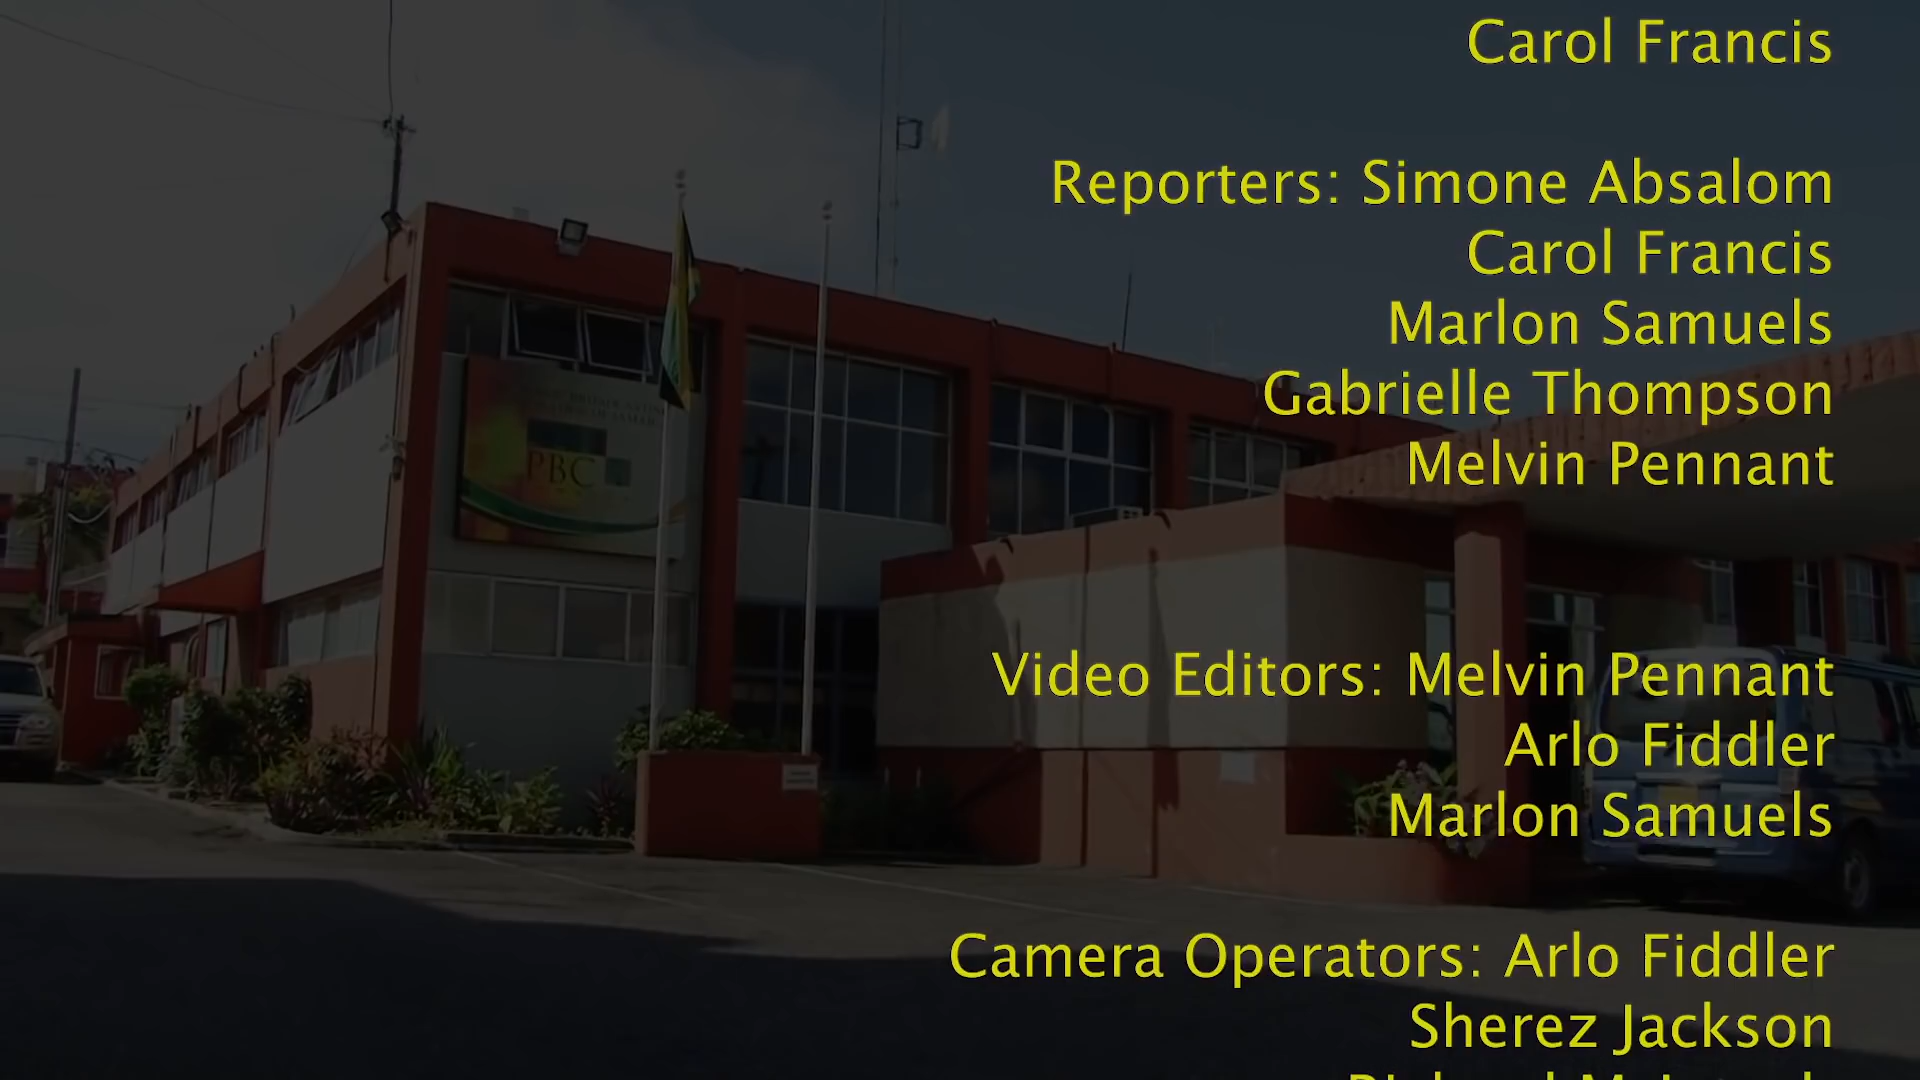 Carol Francis
Reporters: Simone Absalom
Carol Francis
Marlon Samuels
Gabrielle Thompson
Melvin Pennant
PBC
Video Editors: Melvin Pennant
Arlo Fiddler
Marlon Samuels
Camera Operators: Arlo Fiddler
Sherez Jackson